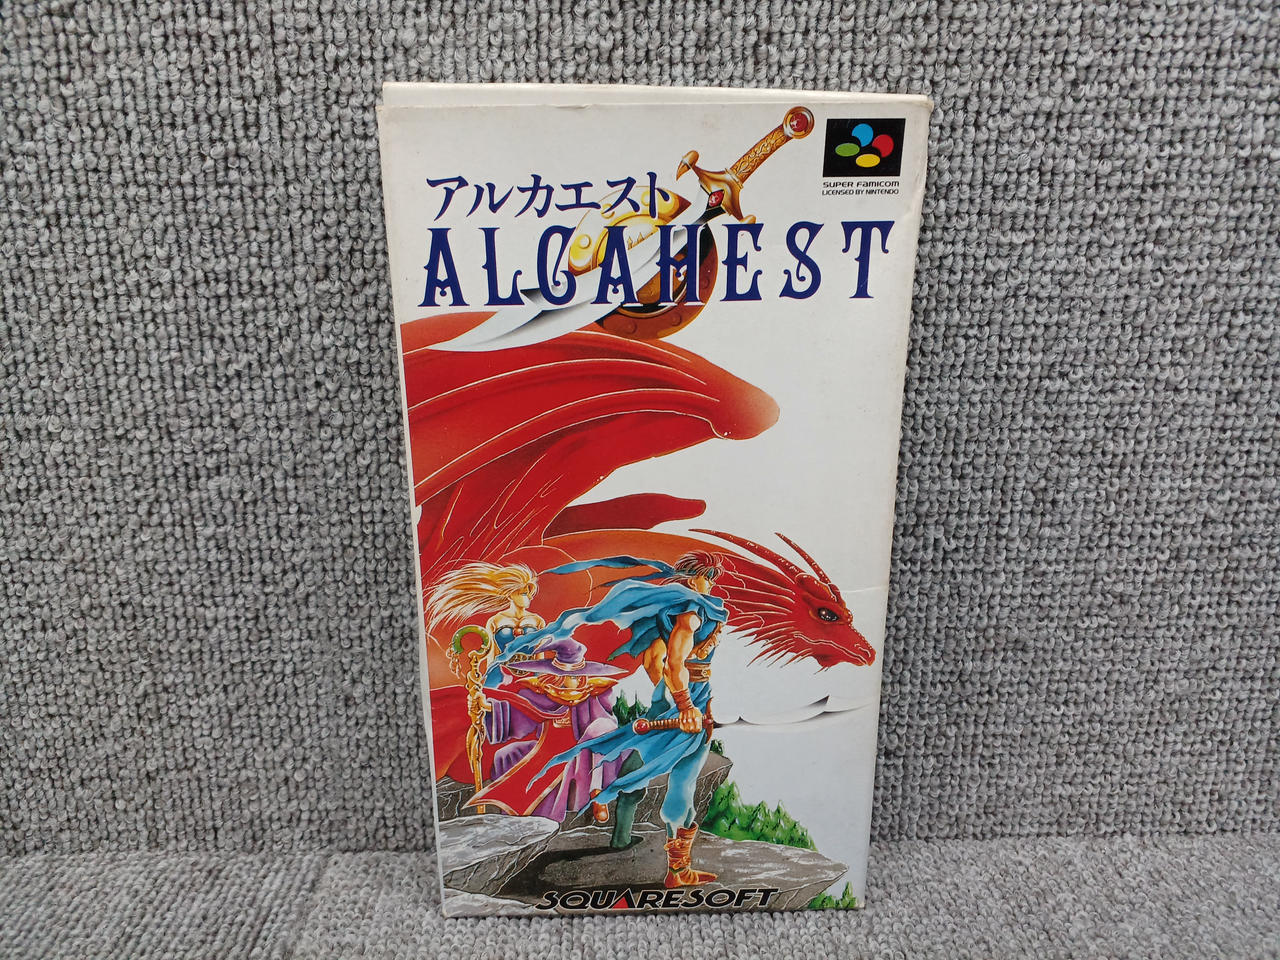 アルカエスト
ALCAHEST
SUPER FAMICOM
LICENSED BY NINTENDO
SQUARESOFT